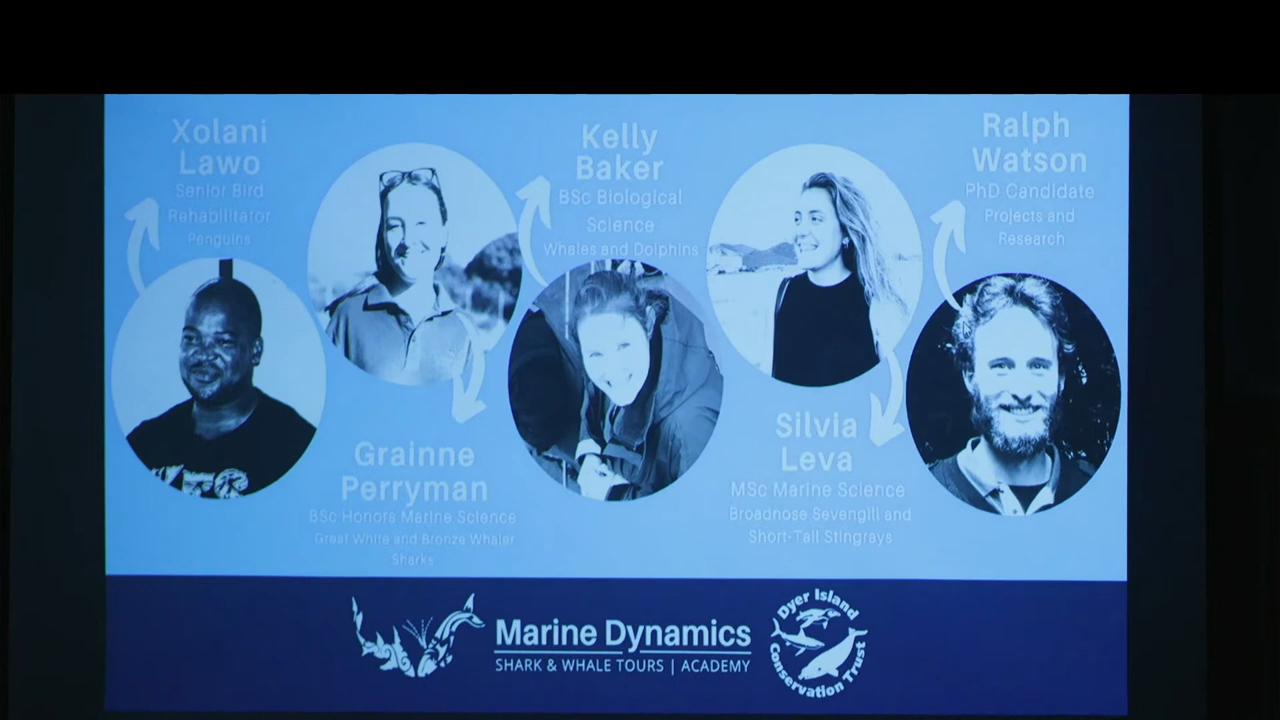 Xolani
Lawo
Senior Bird
Rehabilitator
Penguins
Grainne
Perryman
BSc Honors Marine Science
Great White and Bronze Whaler
Sharks
Kelly
Baker
BSc Biological
Science
Whales and Dolphins
Silvia
Leva
MSc Marine Science
Broadnose Sevengill and
Short-Tail Stingrays
Ralph
Watson
PhD Candidate
Projects and
Research
Marine Dynamics
SHARK & WHALE TOURS | ACADEMY
Dyer Island
Conservation Trust